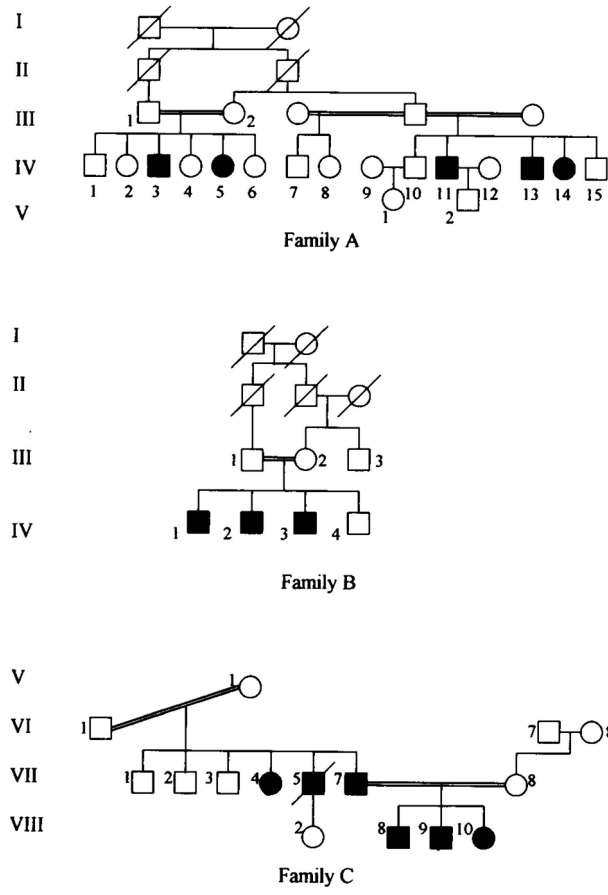 I
II
III
1 2
IV
1 2 3 4 5 6 7 8 9 10 11 12 13 14 15
V
1 2
Family A
I
II
III
1 2 3
IV
1 2 3 4
Family B
V
1
VI
1 7 8
VII
1 2 3 4 5 7 8
VIII
2 8 9 10
Family C